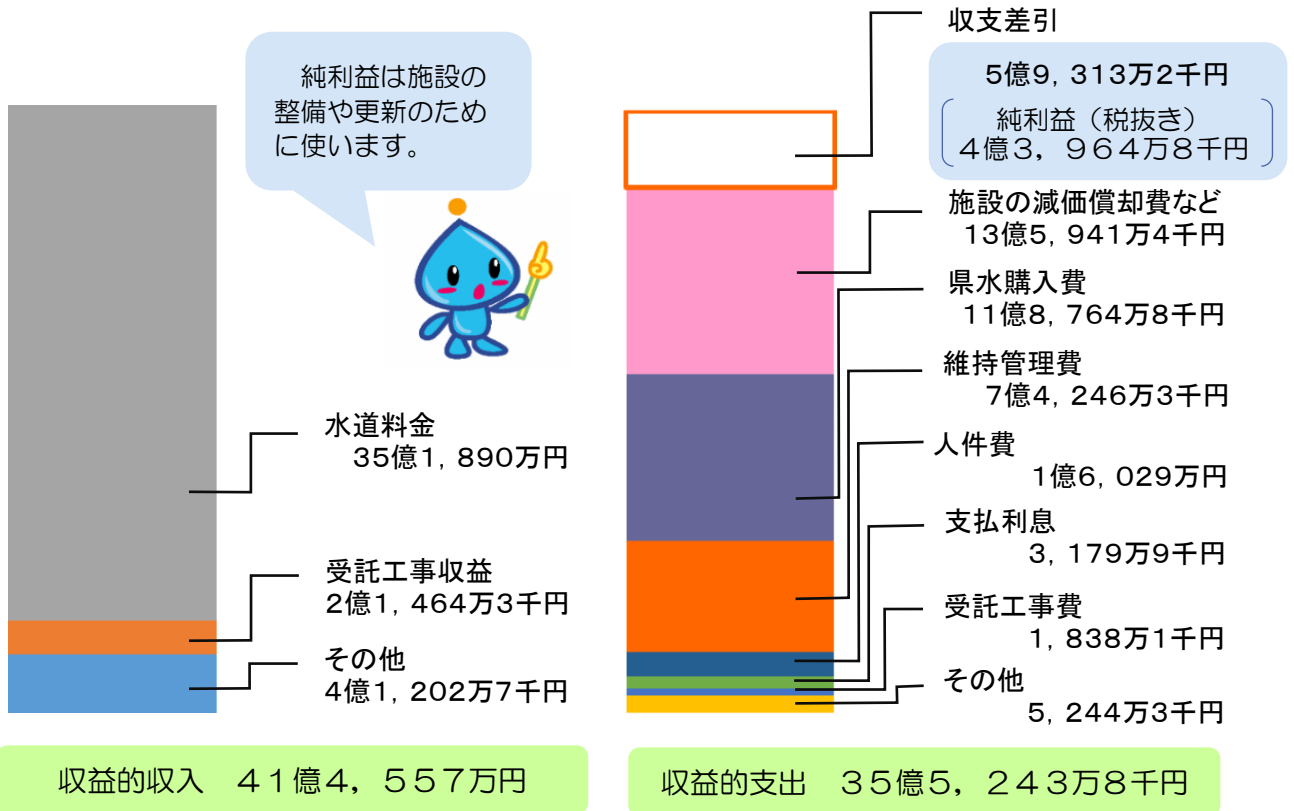 純利益は施設の
整備や更新のため
に使います。
水道料金
35億1,890万円
受託工事収益
2億1,464万3千円
その他
4億1,202万7千円
収益的収入　41億4，557万円
収支差引
5億9,313万2千円
純利益（税抜き）
4億3，964万8千円
施設の減価償却費など
13億5,941万4千円
県水購入費
11億8,764万8千円
維持管理費
7億4,246万3千円
人件費
1億6,029万円
支払利息
3,179万9千円
受託工事費
1,838万1千円
その他
5,244万3千円
収益的支出　35億5，243万8千円